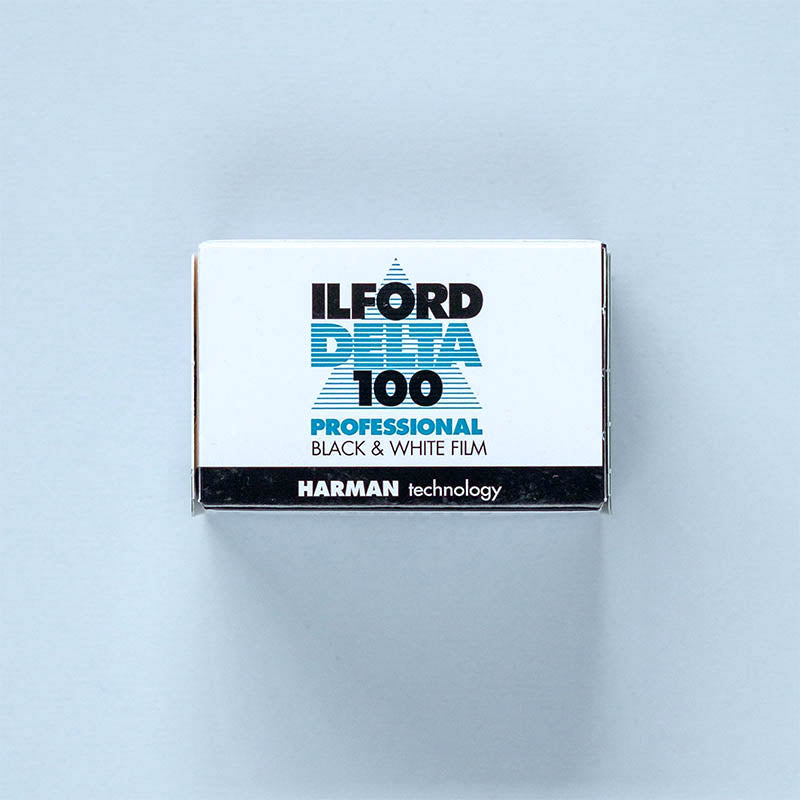 ILFORD
DELTA
100
PROFESSIONAL
BLACK & WHITE FILM
HARMAN technology